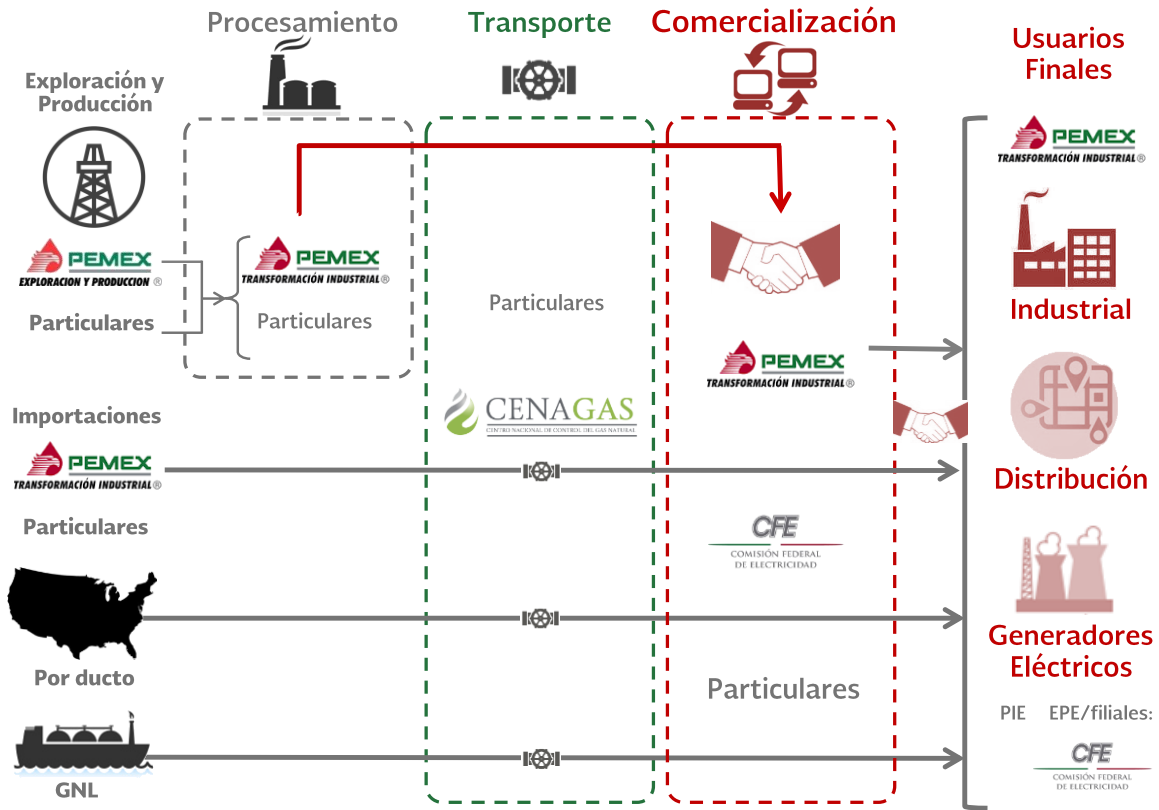 Procesamiento
Transporte
Comercialización
Usuarios
Finales
Exploración y
Producción
PEMEX
EXPLORACION Y PRODUCCION ®
Particulares
PEMEX
TRANSFORMACIÓN INDUSTRIAL ®
Particulares
Particulares
CENAGAS
CENTRO NACIONAL DE CONTROL DEL GAS NATURAL
PEMEX
TRANSFORMACIÓN INDUSTRIAL ®
CFE
COMISIÓN FEDERAL
DE ELECTRICIDAD
Particulares
Importaciones
PEMEX
TRANSFORMACIÓN INDUSTRIAL ®
Particulares
Por ducto
GNL
PEMEX
TRANSFORMACIÓN INDUSTRIAL ®
Industrial
Distribución
Generadores
Eléctricos
PIE EPE/filiales:
CFE
COMISIÓN FEDERAL
DE ELECTRICIDAD